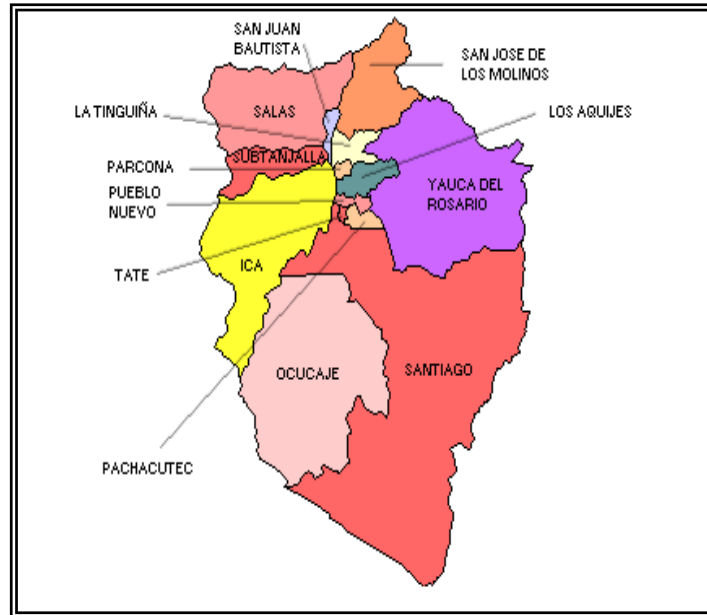 SAN JUAN
BAUTISTA
SAN JOSE DE
LOS MOLINOS
LA TINGUIÑA
SALAS
LOS AQUIJES
SUBTANJALLA
PARCONA
PUEBLO
NUEVO
YAUCA DEL
ROSARIO
TATE
ICA
OCUCAJE
SANTIAGO
PACHACUTEC